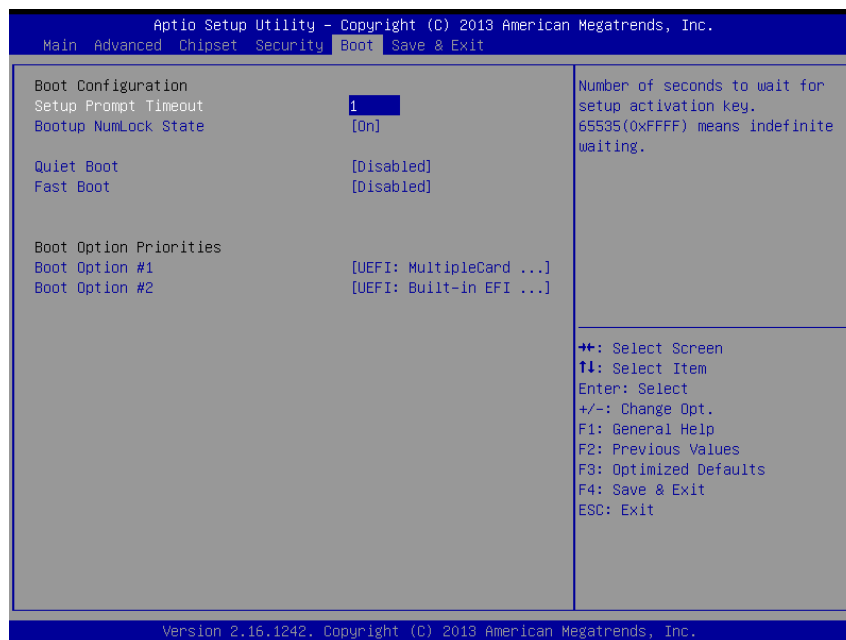 Aptio Setup Utility – Copyright (C) 2013 American Megatrends, Inc.
Main Advanced Chipset Security Boot Save & Exit
Boot Configuration
Setup Prompt Timeout 1
Bootup NumLock State [On]
Quiet Boot [Disabled]
Fast Boot [Disabled]
Boot Option Priorities
Boot Option #1 [UEFI: MultipleCard ...]
Boot Option #2 [UEFI: Built-in EFI ...]
Number of seconds to wait for
setup activation key.
65535(0xFFFF) means indefinite
waiting.
→←: Select Screen
↑↓: Select Item
Enter: Select
+/-: Change Opt.
F1: General Help
F2: Previous Values
F3: Optimized Defaults
F4: Save & Exit
ESC: Exit
Version 2.16.1242. Copyright (C) 2013 American Megatrends, Inc.